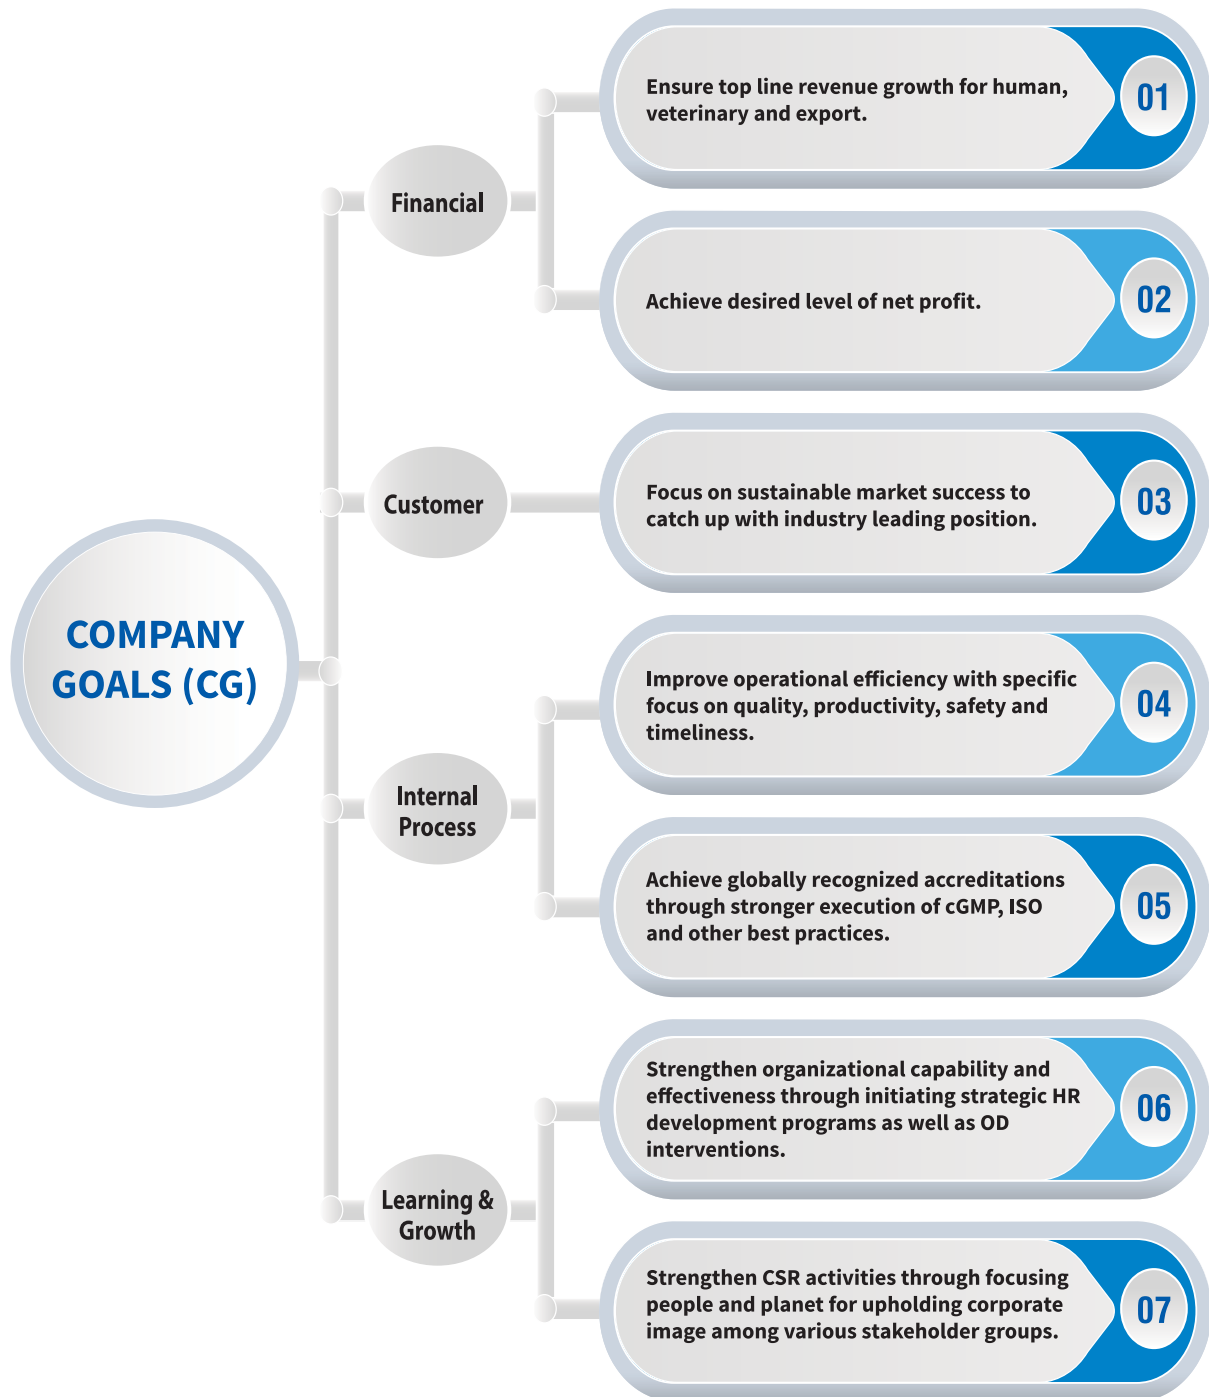 COMPANY
GOALS (CG)
Financial
Ensure top line revenue growth for human,
veterinary and export.
01
Achieve desired level of net profit.
02
Customer
Focus on sustainable market success to
catch up with industry leading position.
03
Internal
Process
Improve operational efficiency with specific
focus on quality, productivity, safety and
timeliness.
04
Achieve globally recognized accreditations
through stronger execution of cGMP, ISO
and other best practices.
05
Learning &
Growth
Strengthen organizational capability and
effectiveness through initiating strategic HR
development programs as well as OD
interventions.
06
Strengthen CSR activities through focusing
people and planet for upholding corporate
image among various stakeholder groups.
07